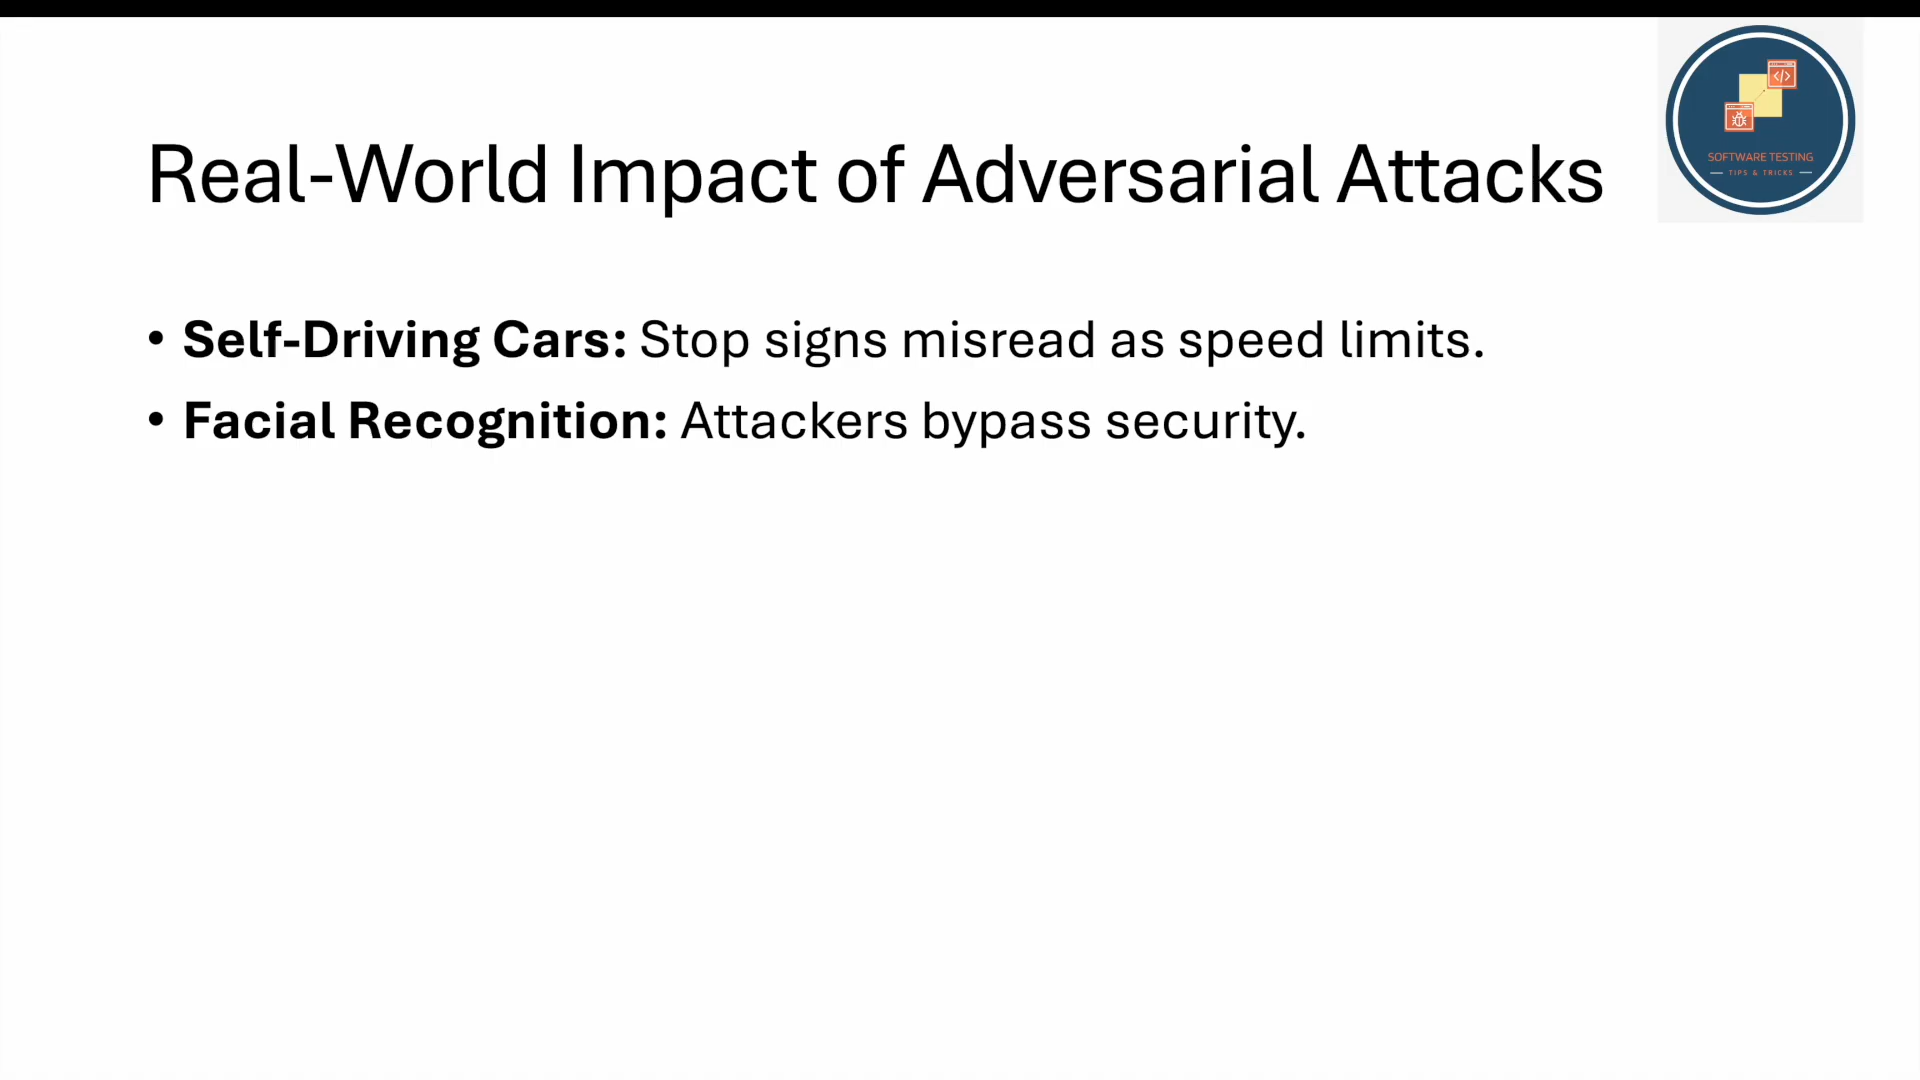 Real-World Impact of Adversarial Attacks
</>
SOFTWARE TESTING
TIPS & TRICKS
• Self-Driving Cars: Stop signs misread as speed limits.
• Facial Recognition: Attackers bypass security.